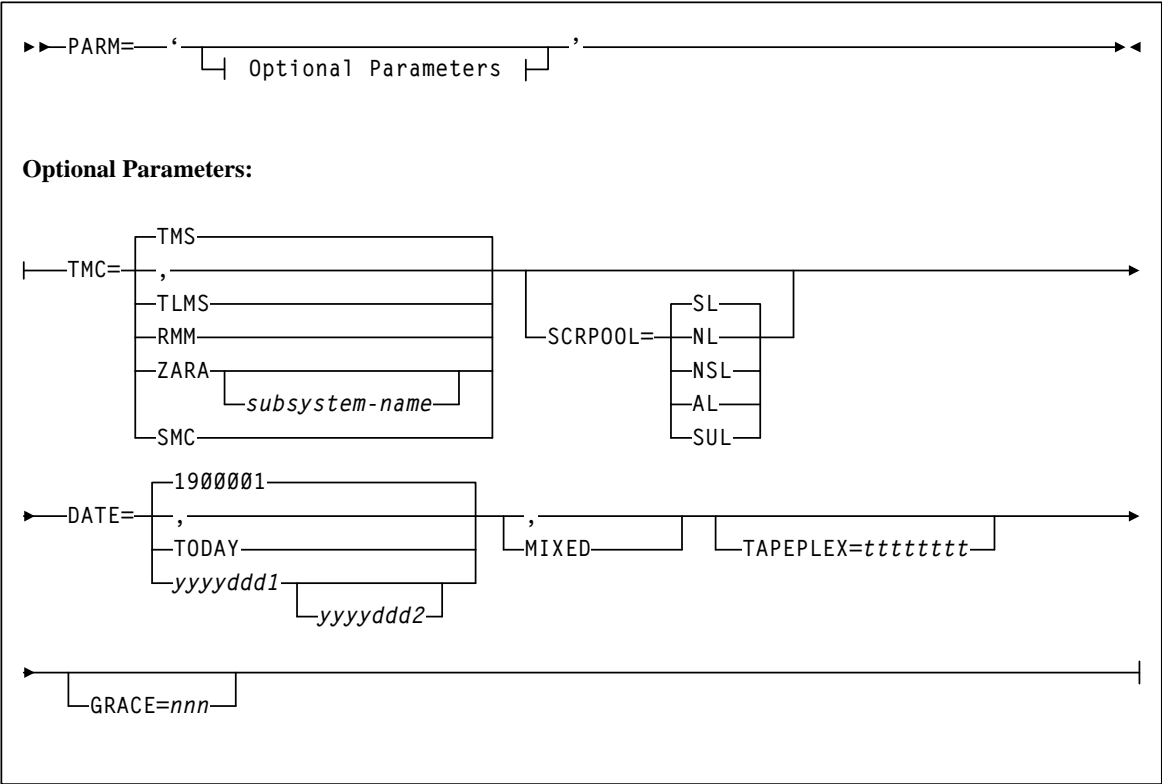 PARM= ‘ ’
Optional Parameters
Optional Parameters:
TMS
TMC= ,
TLMS
RMM
ZARA
subsystem-name
SMC
SCRPOOL=
SL
NL
NSL
AL
SUL
19ØØØØ1
DATE= ,
TODAY
yyyyddd1
yyyyddd2
,
MIXED
TAPEPLEX=tttttttt
GRACE=nnn